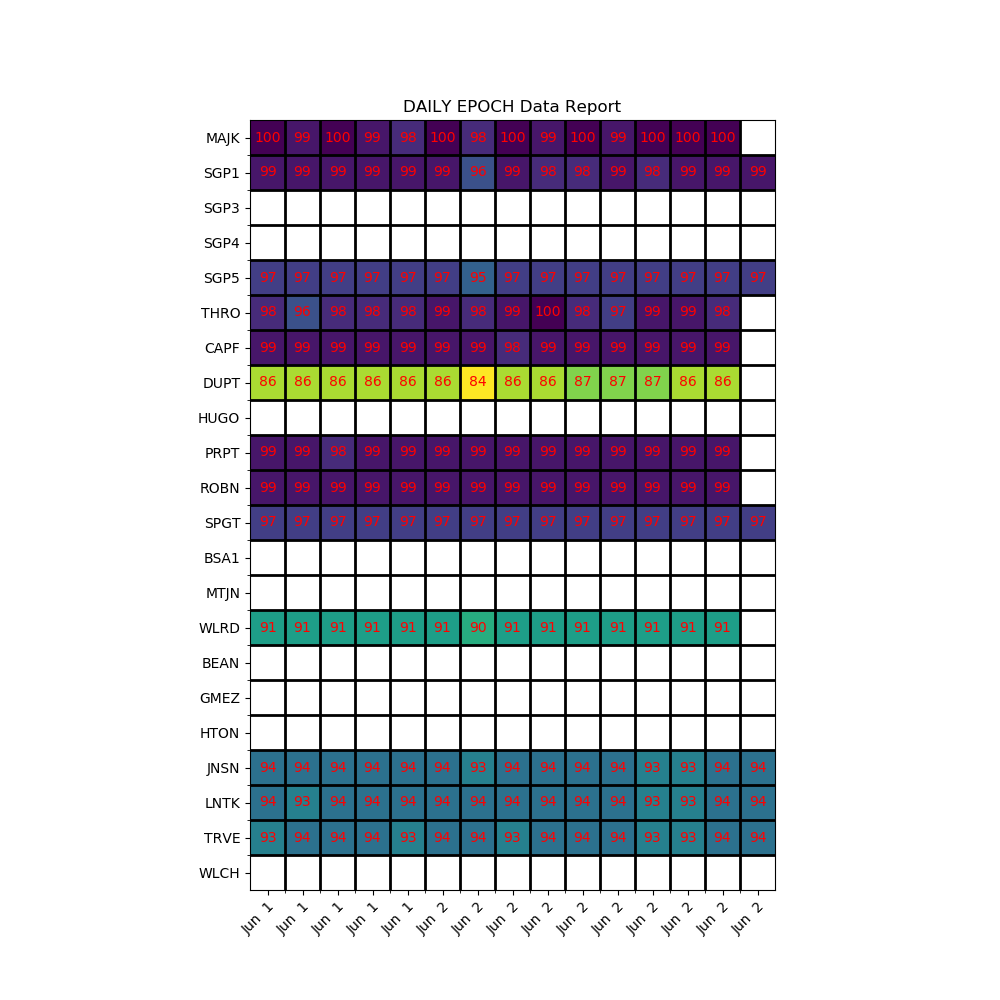 DAILY EPOCH Data Report
MAJK 100 99 100 99 98 100 98 100 99 100 99 100 100 100
SGP1 99 99 99 99 99 99 96 99 98 98 99 98 99 99 99
SGP3
SGP4
SGP5 97 97 97 97 97 97 95 97 97 97 97 97 97 97 97
THRO 98 96 98 98 98 99 98 99 100 98 97 99 99 98
CAPF 99 99 99 99 99 99 99 98 99 99 99 99 99 99
DUPT 86 86 86 86 86 86 84 86 86 87 87 87 86 86
HUGO
PRPT 99 99 98 99 99 99 99 99 99 99 99 99 99 99
ROBN 99 99 99 99 99 99 99 99 99 99 99 99 99 99
SPGT 97 97 97 97 97 97 97 97 97 97 97 97 97 97 97
BSA1
MTJN
WLRD 91 91 91 91 91 91 90 91 91 91 91 91 91 91
BEAN
GMEZ
HTON
JNSN 94 94 94 94 94 94 93 94 94 94 94 93 93 94 94
LNTK 94 93 94 94 94 94 94 94 94 94 94 93 93 94 94
TRVE 93 94 94 94 93 94 94 93 94 94 94 93 93 94 94
WLCH
Jun 1 Jun 1 Jun 1 Jun 1 Jun 1 Jun 2 Jun 2 Jun 2 Jun 2 Jun 2 Jun 2 Jun 2 Jun 2 Jun 2 Jun 2